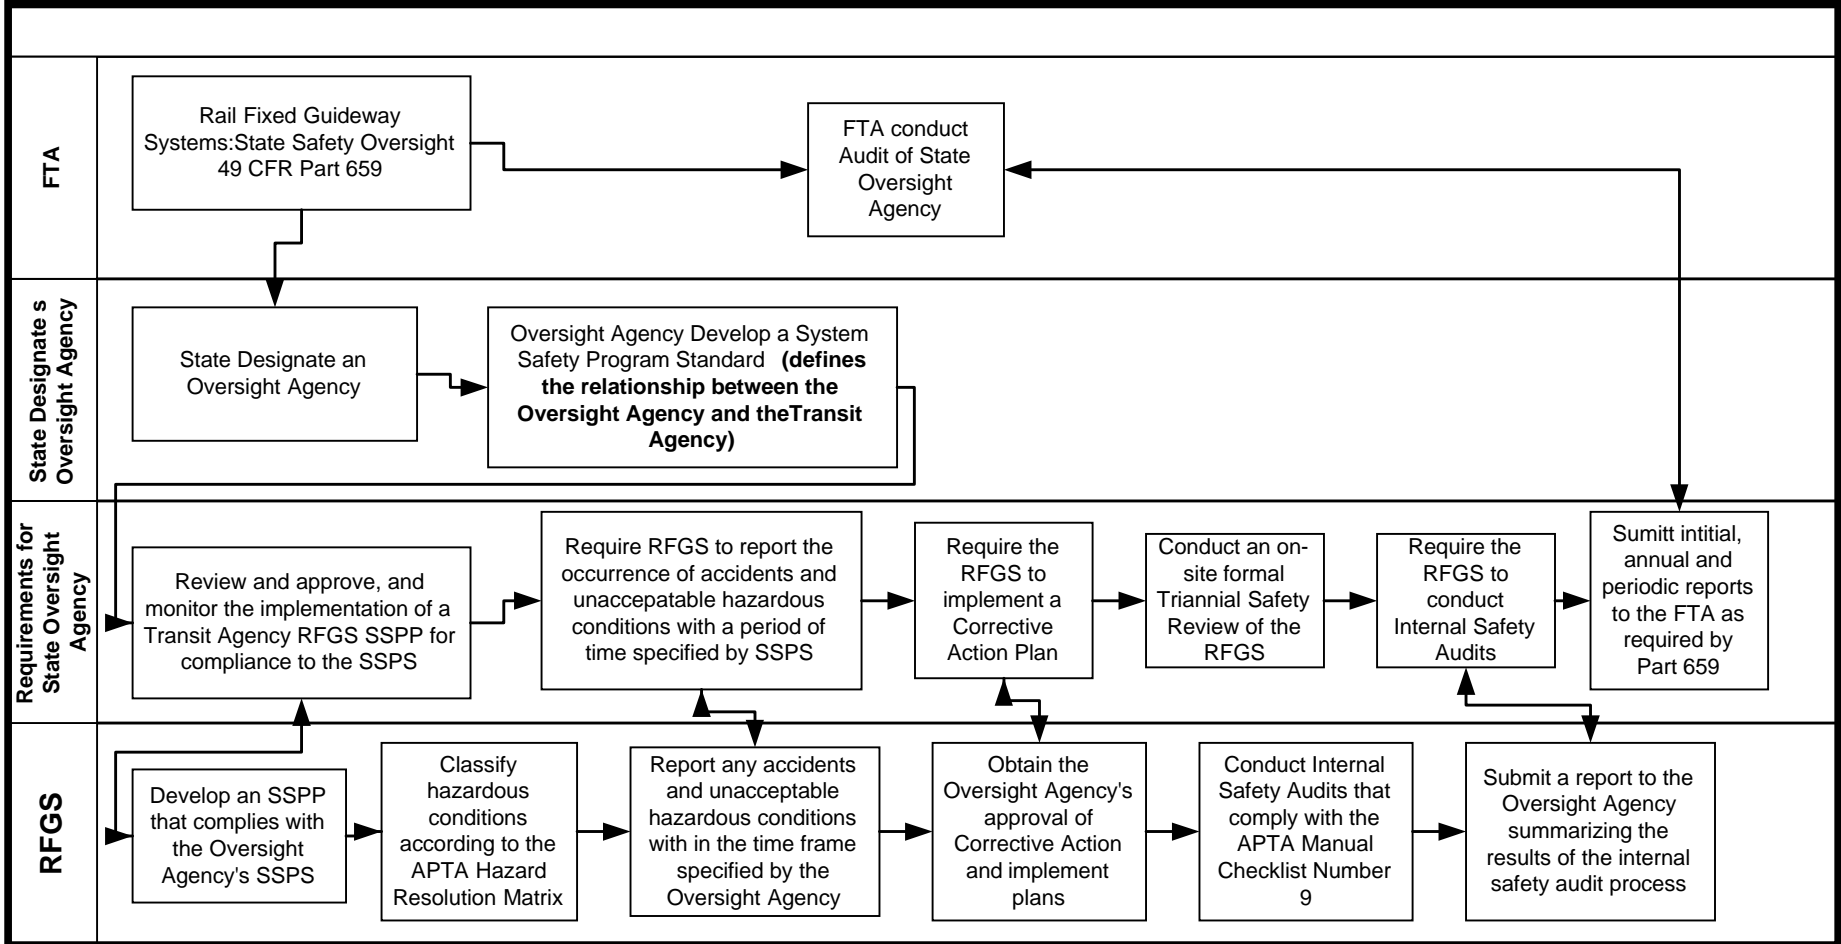 FTA
Rail Fixed Guideway
Systems:State Safety Oversight
49 CFR Part 659
FTA conduct
Audit of State
Oversight
Agency
State Designate s
Oversight Agency
State Designate an
Oversight Agency
Oversight Agency Develop a System
Safety Program Standard (defines
the relationship between the
Oversight Agency and theTransit
Agency)
Requirements for
State Oversight
Agency
Review and approve, and
monitor the implementation of a
Transit Agency RFGS SSPP for
compliance to the SSPS
Require RFGS to report the
occurrence of accidents and
unaccepatable hazardous
conditions with a period of
time specified by SSPS
Require the
RFGS to
implement a
Corrective
Action Plan
Conduct an on-
site formal
Triannial Safety
Review of the
RFGS
Require the
RFGS to
conduct
Internal Safety
Audits
Sumitt intitial,
annual and
periodic reports
to the FTA as
required by
Part 659
RFGS
Develop an SSPP
that complies with
the Oversight
Agency's SSPS
Classify
hazardous
conditions
according to the
APTA Hazard
Resolution Matrix
Report any accidents
and unacceptable
hazardous conditions
with in the time frame
specified by the
Oversight Agency
Obtain the
Oversight Agency's
approval of
Corrective Action
and implement
plans
Conduct Internal
Safety Audits that
comply with the
APTA Manual
Checklist Number
9
Submit a report to the
Oversight Agency
summarizing the
results of the internal
safety audit process